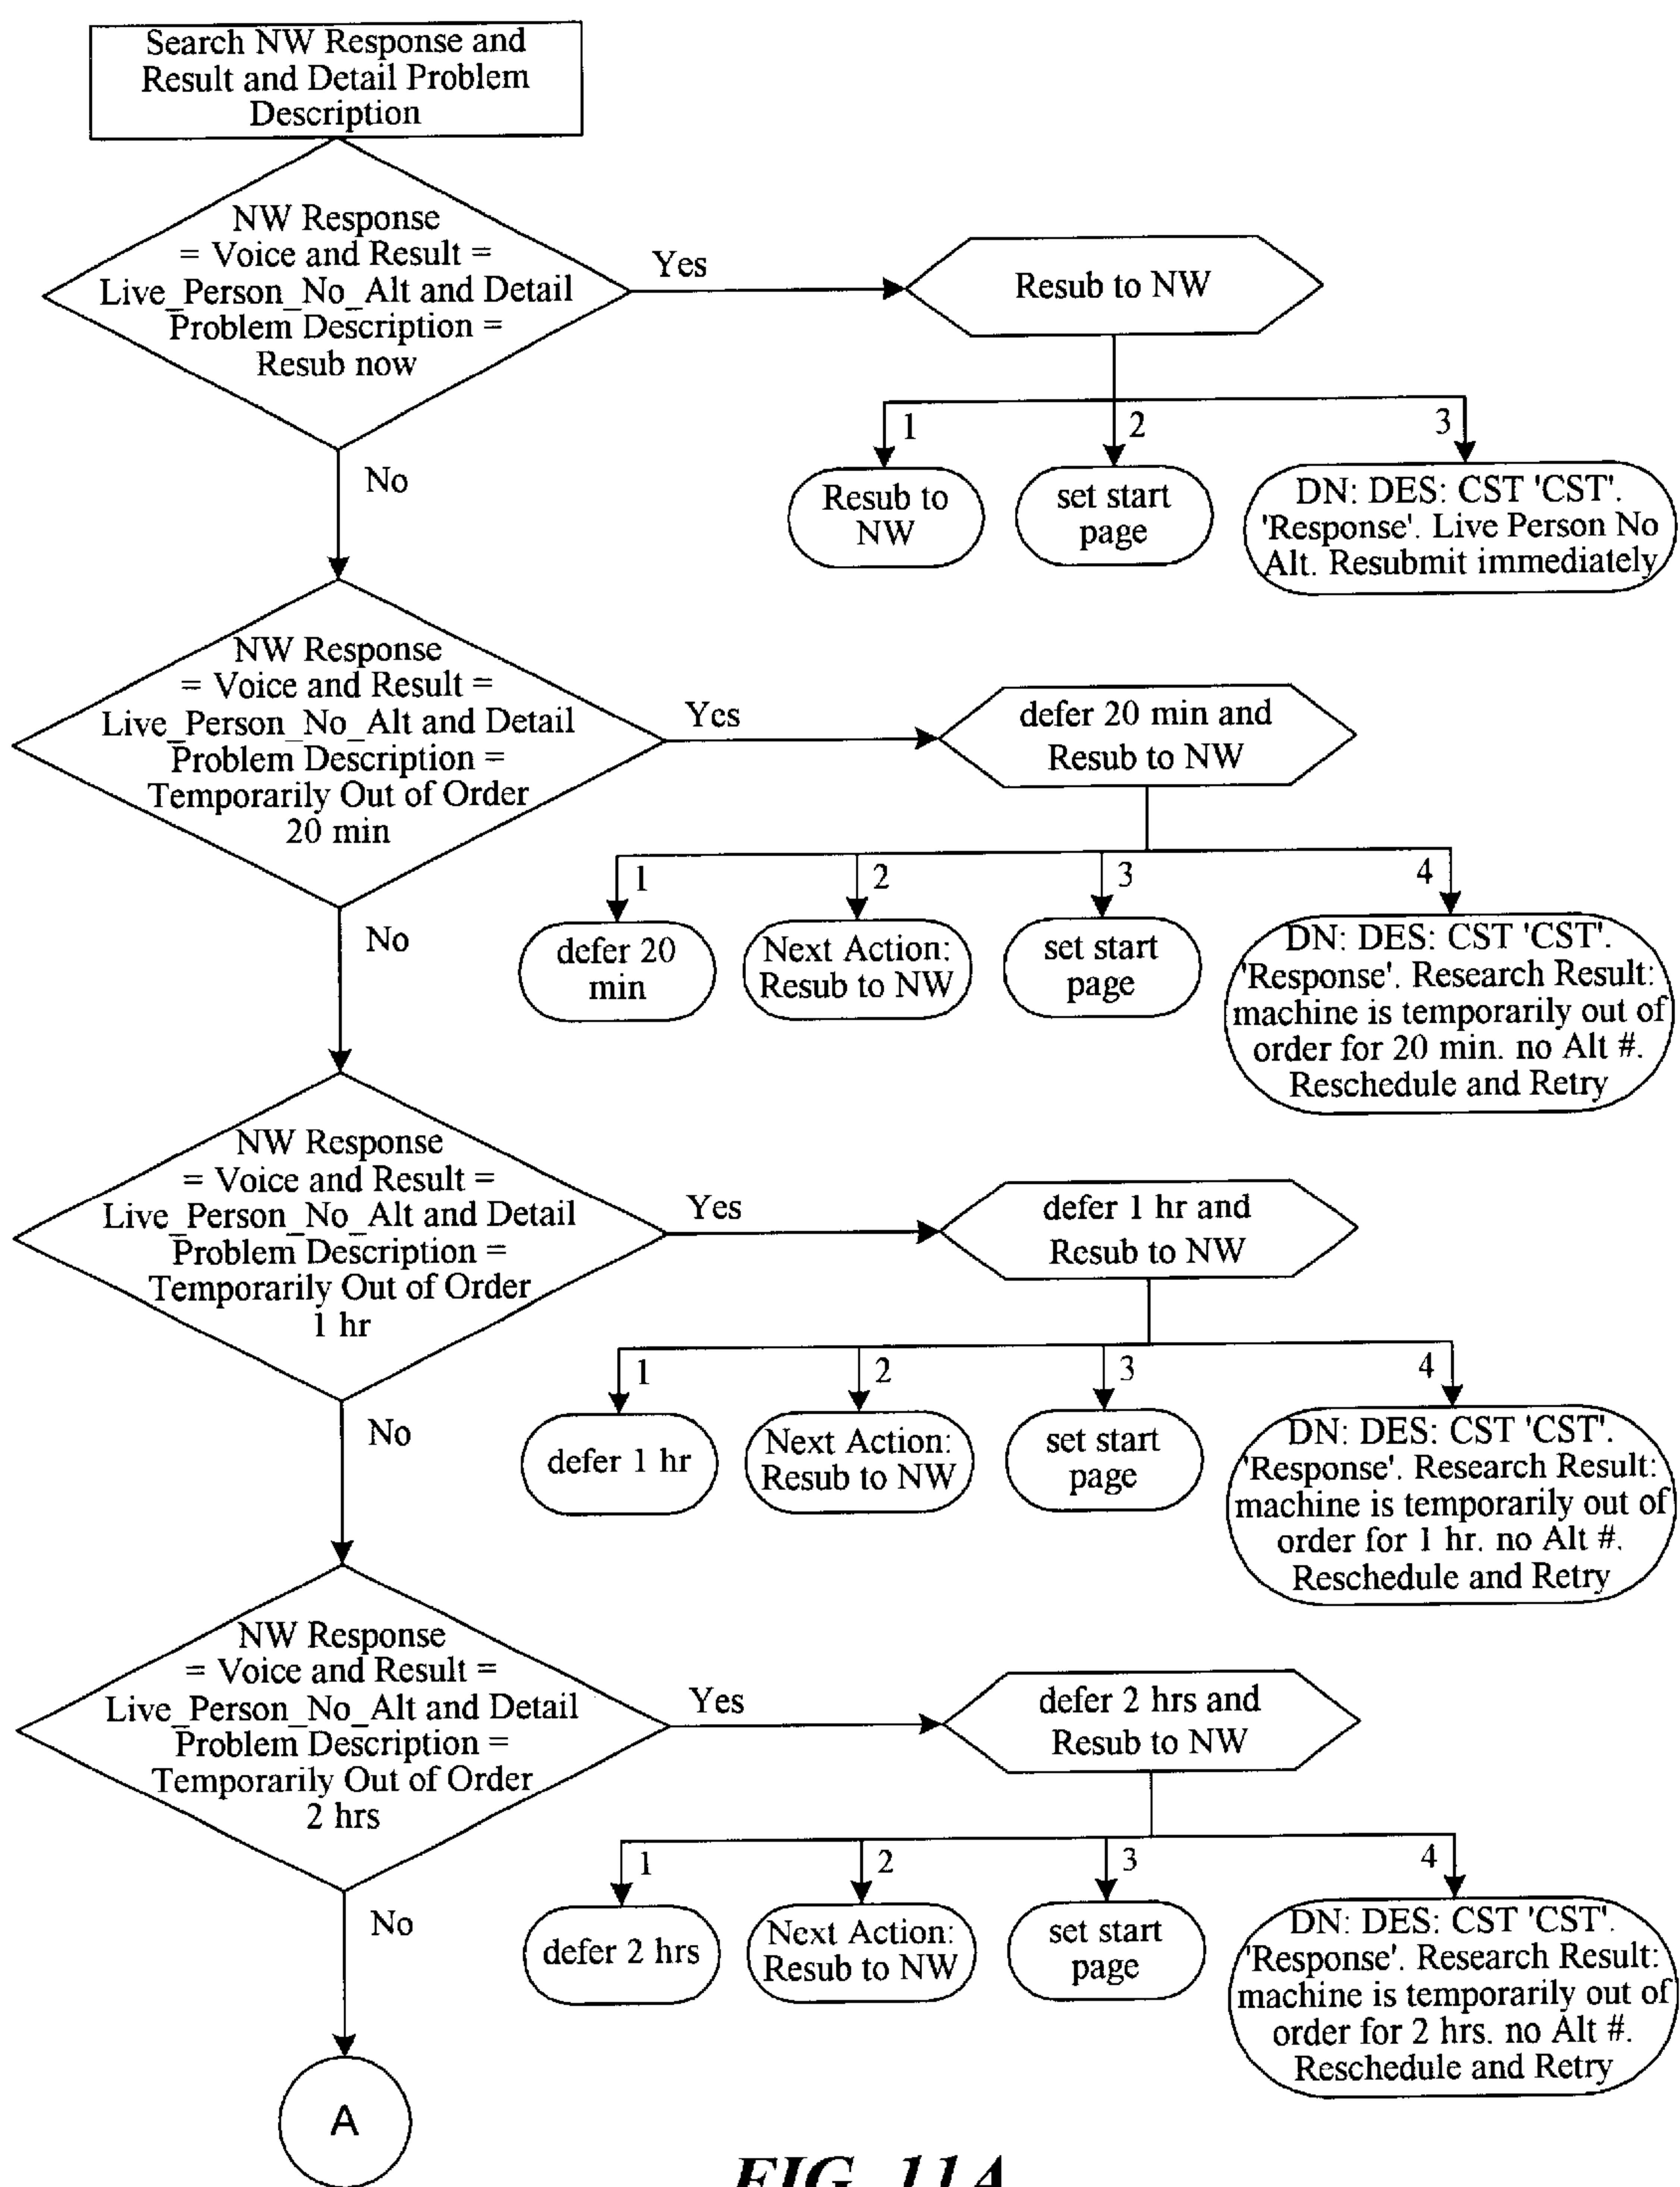 Search NW Response and
Result and Detail Problem
Description
NW Response
= Voice and Result =
Live_Person_No_Alt and Detail
Problem Description =
Resub now
Yes
Resub to NW
No
1
2
3
Resub to
NW
set start
page
DN: DES: CST 'CST'.
'Response'. Live Person No
Alt. Resubmit immediately
NW Response
= Voice and Result =
Live_Person_No_Alt and Detail
Problem Description =
Temporarily Out of Order
20 min
Yes
defer 20 min and
Resub to NW
No
1
2
3
4
defer 20
min
Next Action:
Resub to NW
set start
page
DN: DES: CST 'CST'.
'Response'. Research Result:
machine is temporarily out of
order for 20 min. no Alt #.
Reschedule and Retry
NW Response
= Voice and Result =
Live_Person_No_Alt and Detail
Problem Description =
Temporarily Out of Order
1 hr
Yes
defer 1 hr and
Resub to NW
No
1
2
3
4
defer 1 hr
Next Action:
Resub to NW
set start
page
DN: DES: CST 'CST'.
'Response'. Research Result:
machine is temporarily out of
order for 1 hr. no Alt #.
Reschedule and Retry
NW Response
= Voice and Result =
Live_Person_No_Alt and Detail
Problem Description =
Temporarily Out of Order
2 hrs
Yes
defer 2 hrs and
Resub to NW
No
1
2
3
4
defer 2 hrs
Next Action:
Resub to NW
set start
page
DN: DES: CST 'CST'.
'Response'. Research Result:
machine is temporarily out of
order for 2 hrs. no Alt #.
Reschedule and Retry
A
FIG. 11A